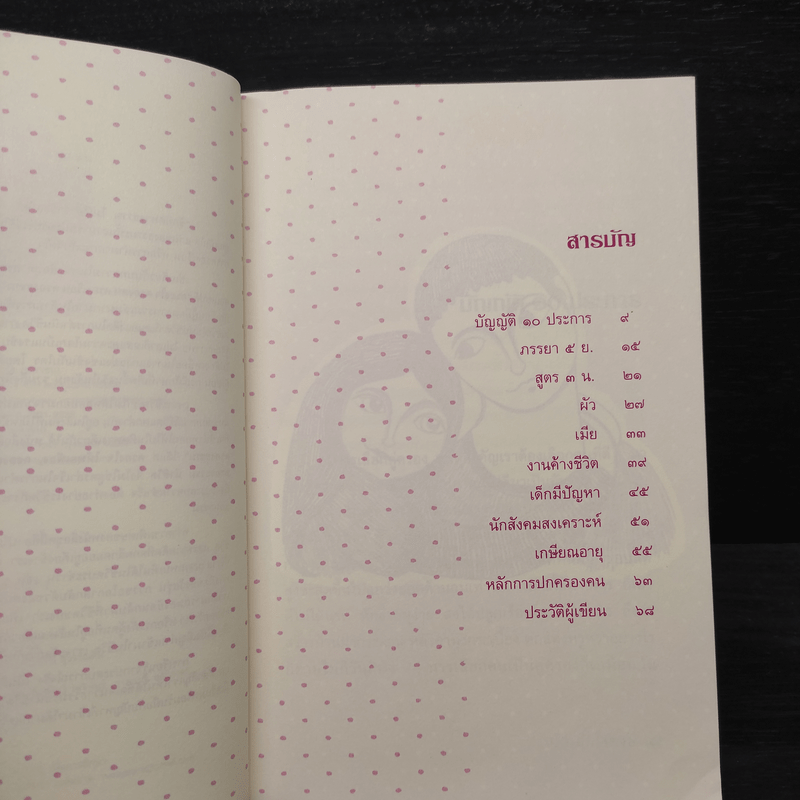 สารบัญ
บัญญัติ ๑๐ ประการ ๙
ภรรยา ๕ ย. ๑๕
สูตร ๓ น. ๒๑
ผัว ๒๗
เมีย ๓๓
งานค้างชีวิต ๓๙
เด็กมีปัญหา ๔๕
นักสังคมสงเคราะห์ ๕๑
เกษียณอายุ ๕๕
หลักการปกครองคน ๖๓
ประวัติผู้เขียน ๖๘